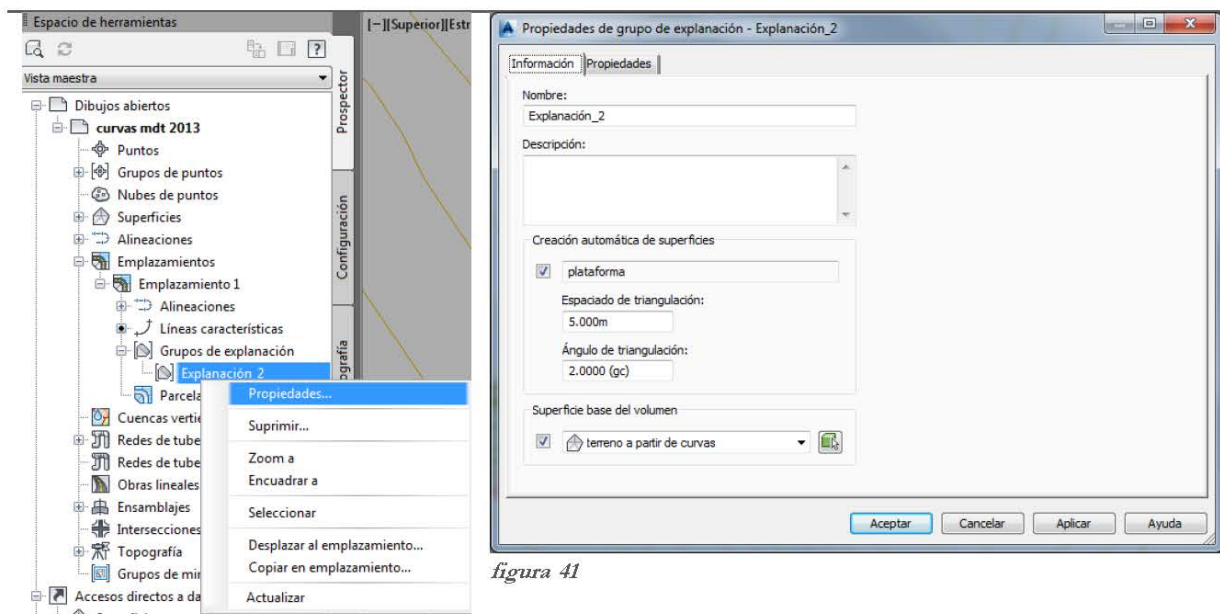 Espacio de herramientas
Vista maestra
Dibujos abiertos
curvas mdt 2013
Puntos
Grupos de puntos
Nubes de puntos
Superficies
Alineaciones
Emplazamientos
Emplazamiento 1
Alineaciones
Líneas características
Grupos de explanación
Explanación_2
Parcela
Cuencas vertie
Redes de tube
Redes de tube
Obras lineales
Ensamblajes
Intersecciones
Topografía
Grupos de mir
Accesos directos a da
Prospector
Configuración
ografía
[−][Superior][Estr
Propiedades...
Suprimir...
Zoom a
Encuadrar a
Seleccionar
Desplazar al emplazamiento...
Copiar en emplazamiento...
Actualizar
Propiedades de grupo de explanación - Explanación_2
Información
Propiedades
Nombre:
Explanación_2
Descripción:
Creación automática de superficies
plataforma
Espaciado de triangulación:
5.000m
Ángulo de triangulación:
2.0000 (gc)
Superficie base del volumen
terreno a partir de curvas
Aceptar
Cancelar
Aplicar
Ayuda
figura 41